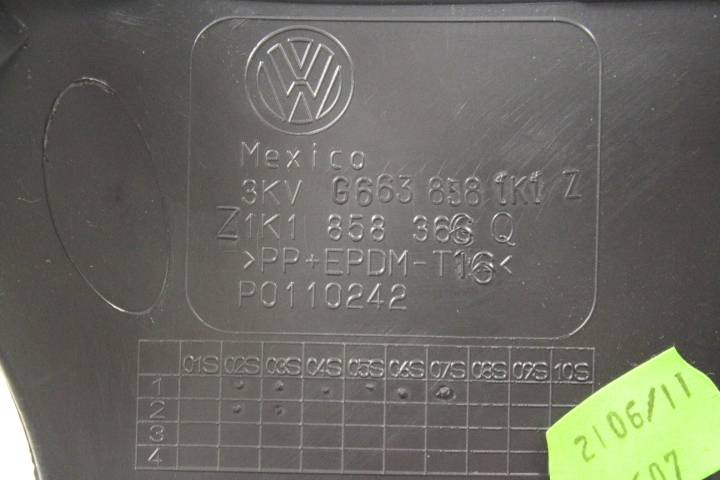 Mexico
3KV G663 858 1K1 Z
Z1K1 858 366 Q
>PP+EPDM-T16<
P0110242
01S 02S 03S 04S 05S 06S 07S 08S 09S 10S
1
2
3
4
2106/11